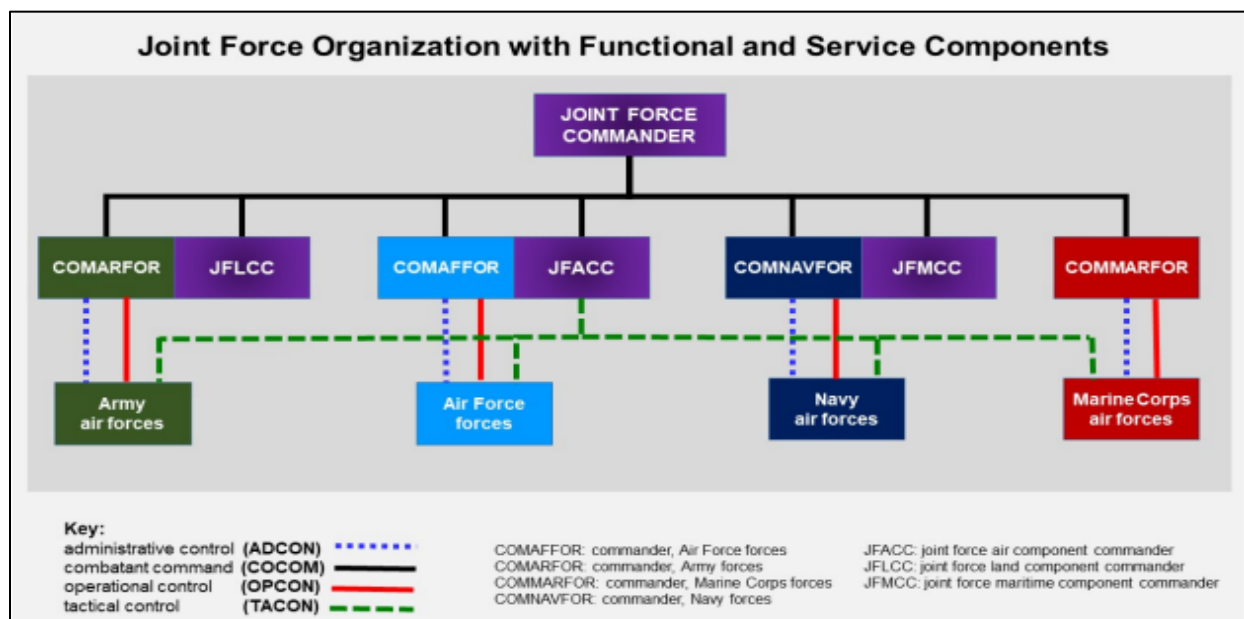 Joint Force Organization with Functional and Service Components
JOINT FORCE
COMMANDER
COMARFOR
JFLCC
COMAFFOR
JFACC
COMNAVFOR
JFMCC
COMMARFOR
Army
air forces
Air Force
forces
Navy
air forces
Marine Corps
air forces
Key:
administrative control (ADCON)
combatant command (COCOM)
operational control (OPCON)
tactical control (TACON)
COMAFFOR: commander, Air Force forces
COMARFOR: commander, Army forces
COMMARFOR: commander, Marine Corps forces
COMNAVFOR: commander, Navy forces
JFACC: joint force air component commander
JFLCC: joint force land component commander
JFMCC: joint force maritime component commander